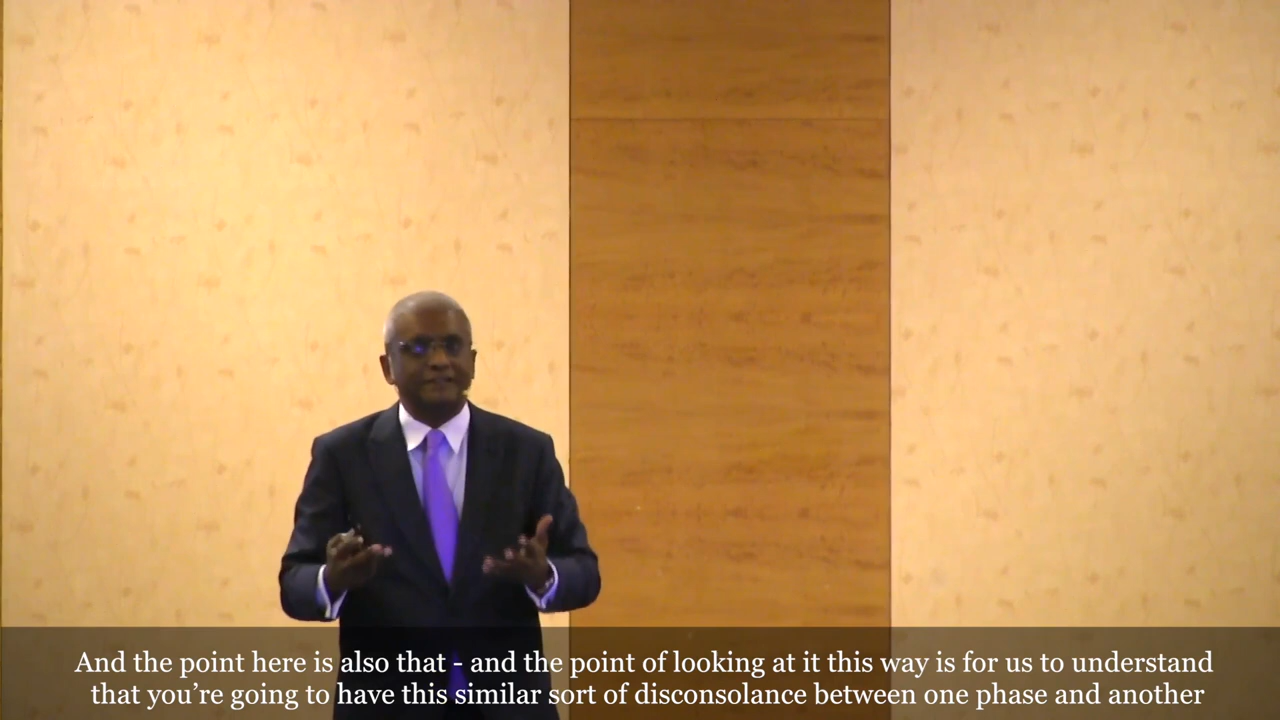 And the point here is also that - and the point of looking at it this way is for us to understand
that you’re going to have this similar sort of disconsolance between one phase and another